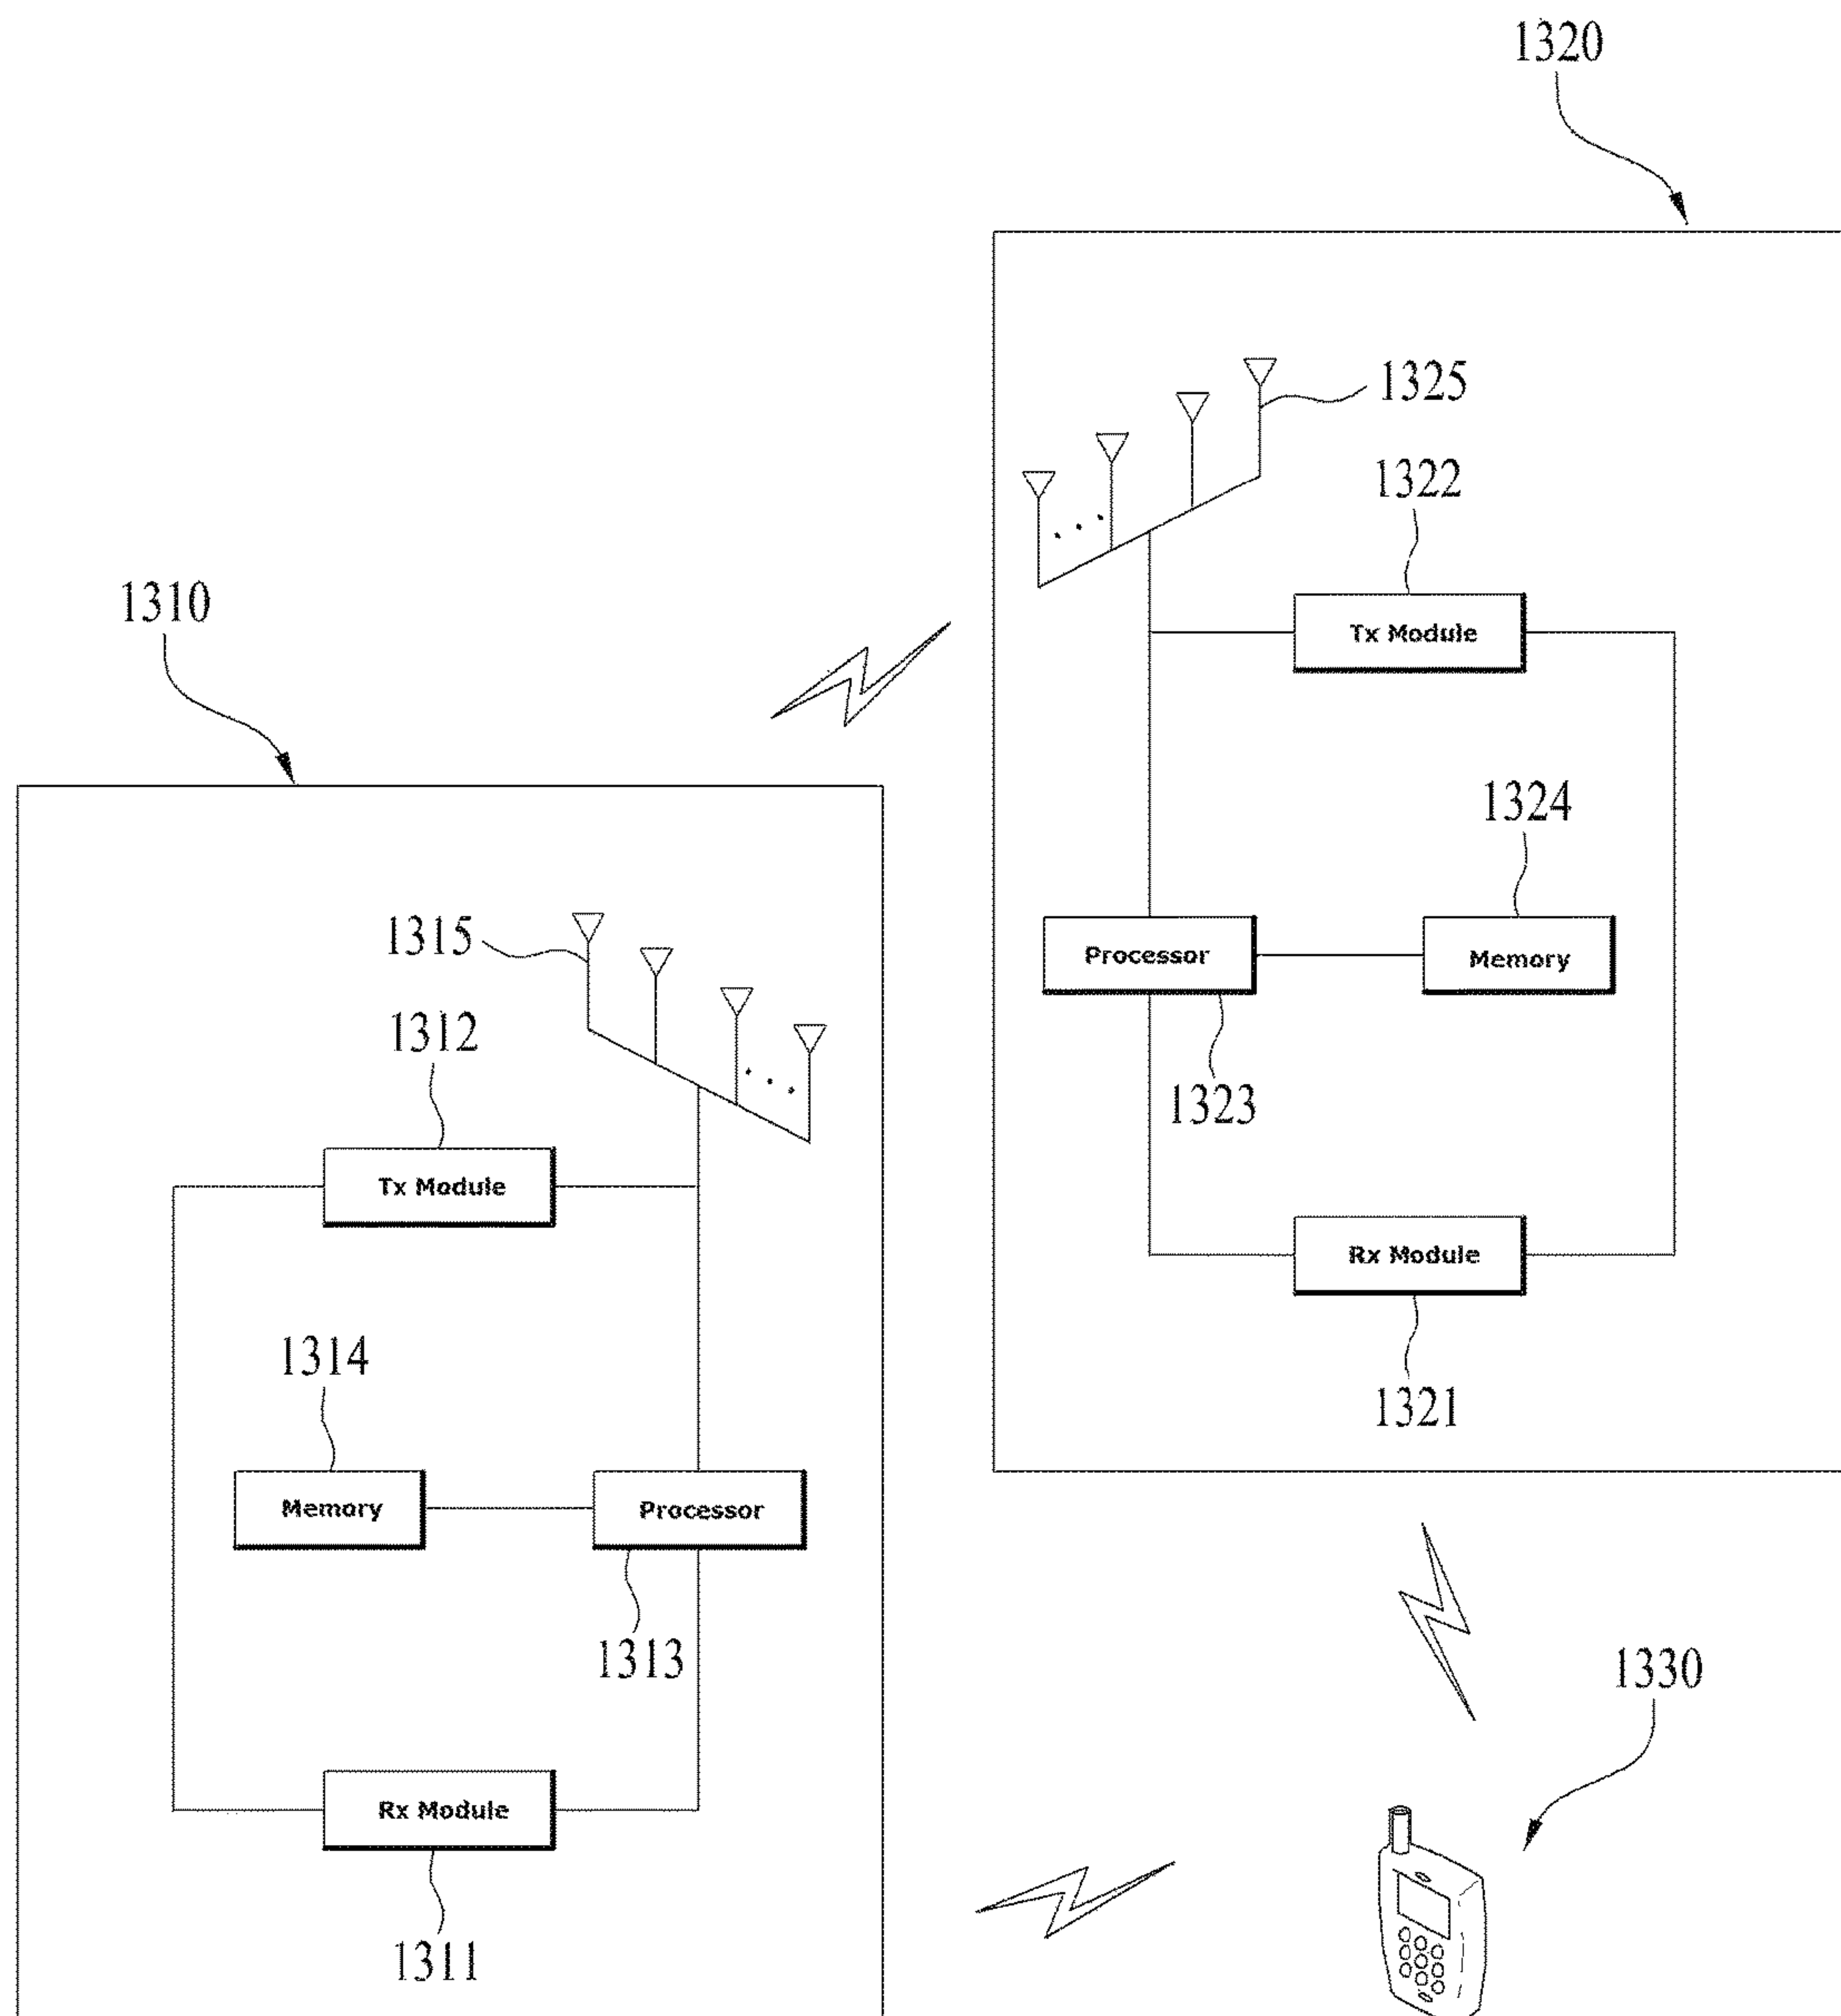 1320
1325
1322
Tx Module
1310
1324
Processor
Memory
1323
1315
1312
Tx Module
Rx Module
1321
1314
Memory
Processor
1313
1330
Rx Module
1311